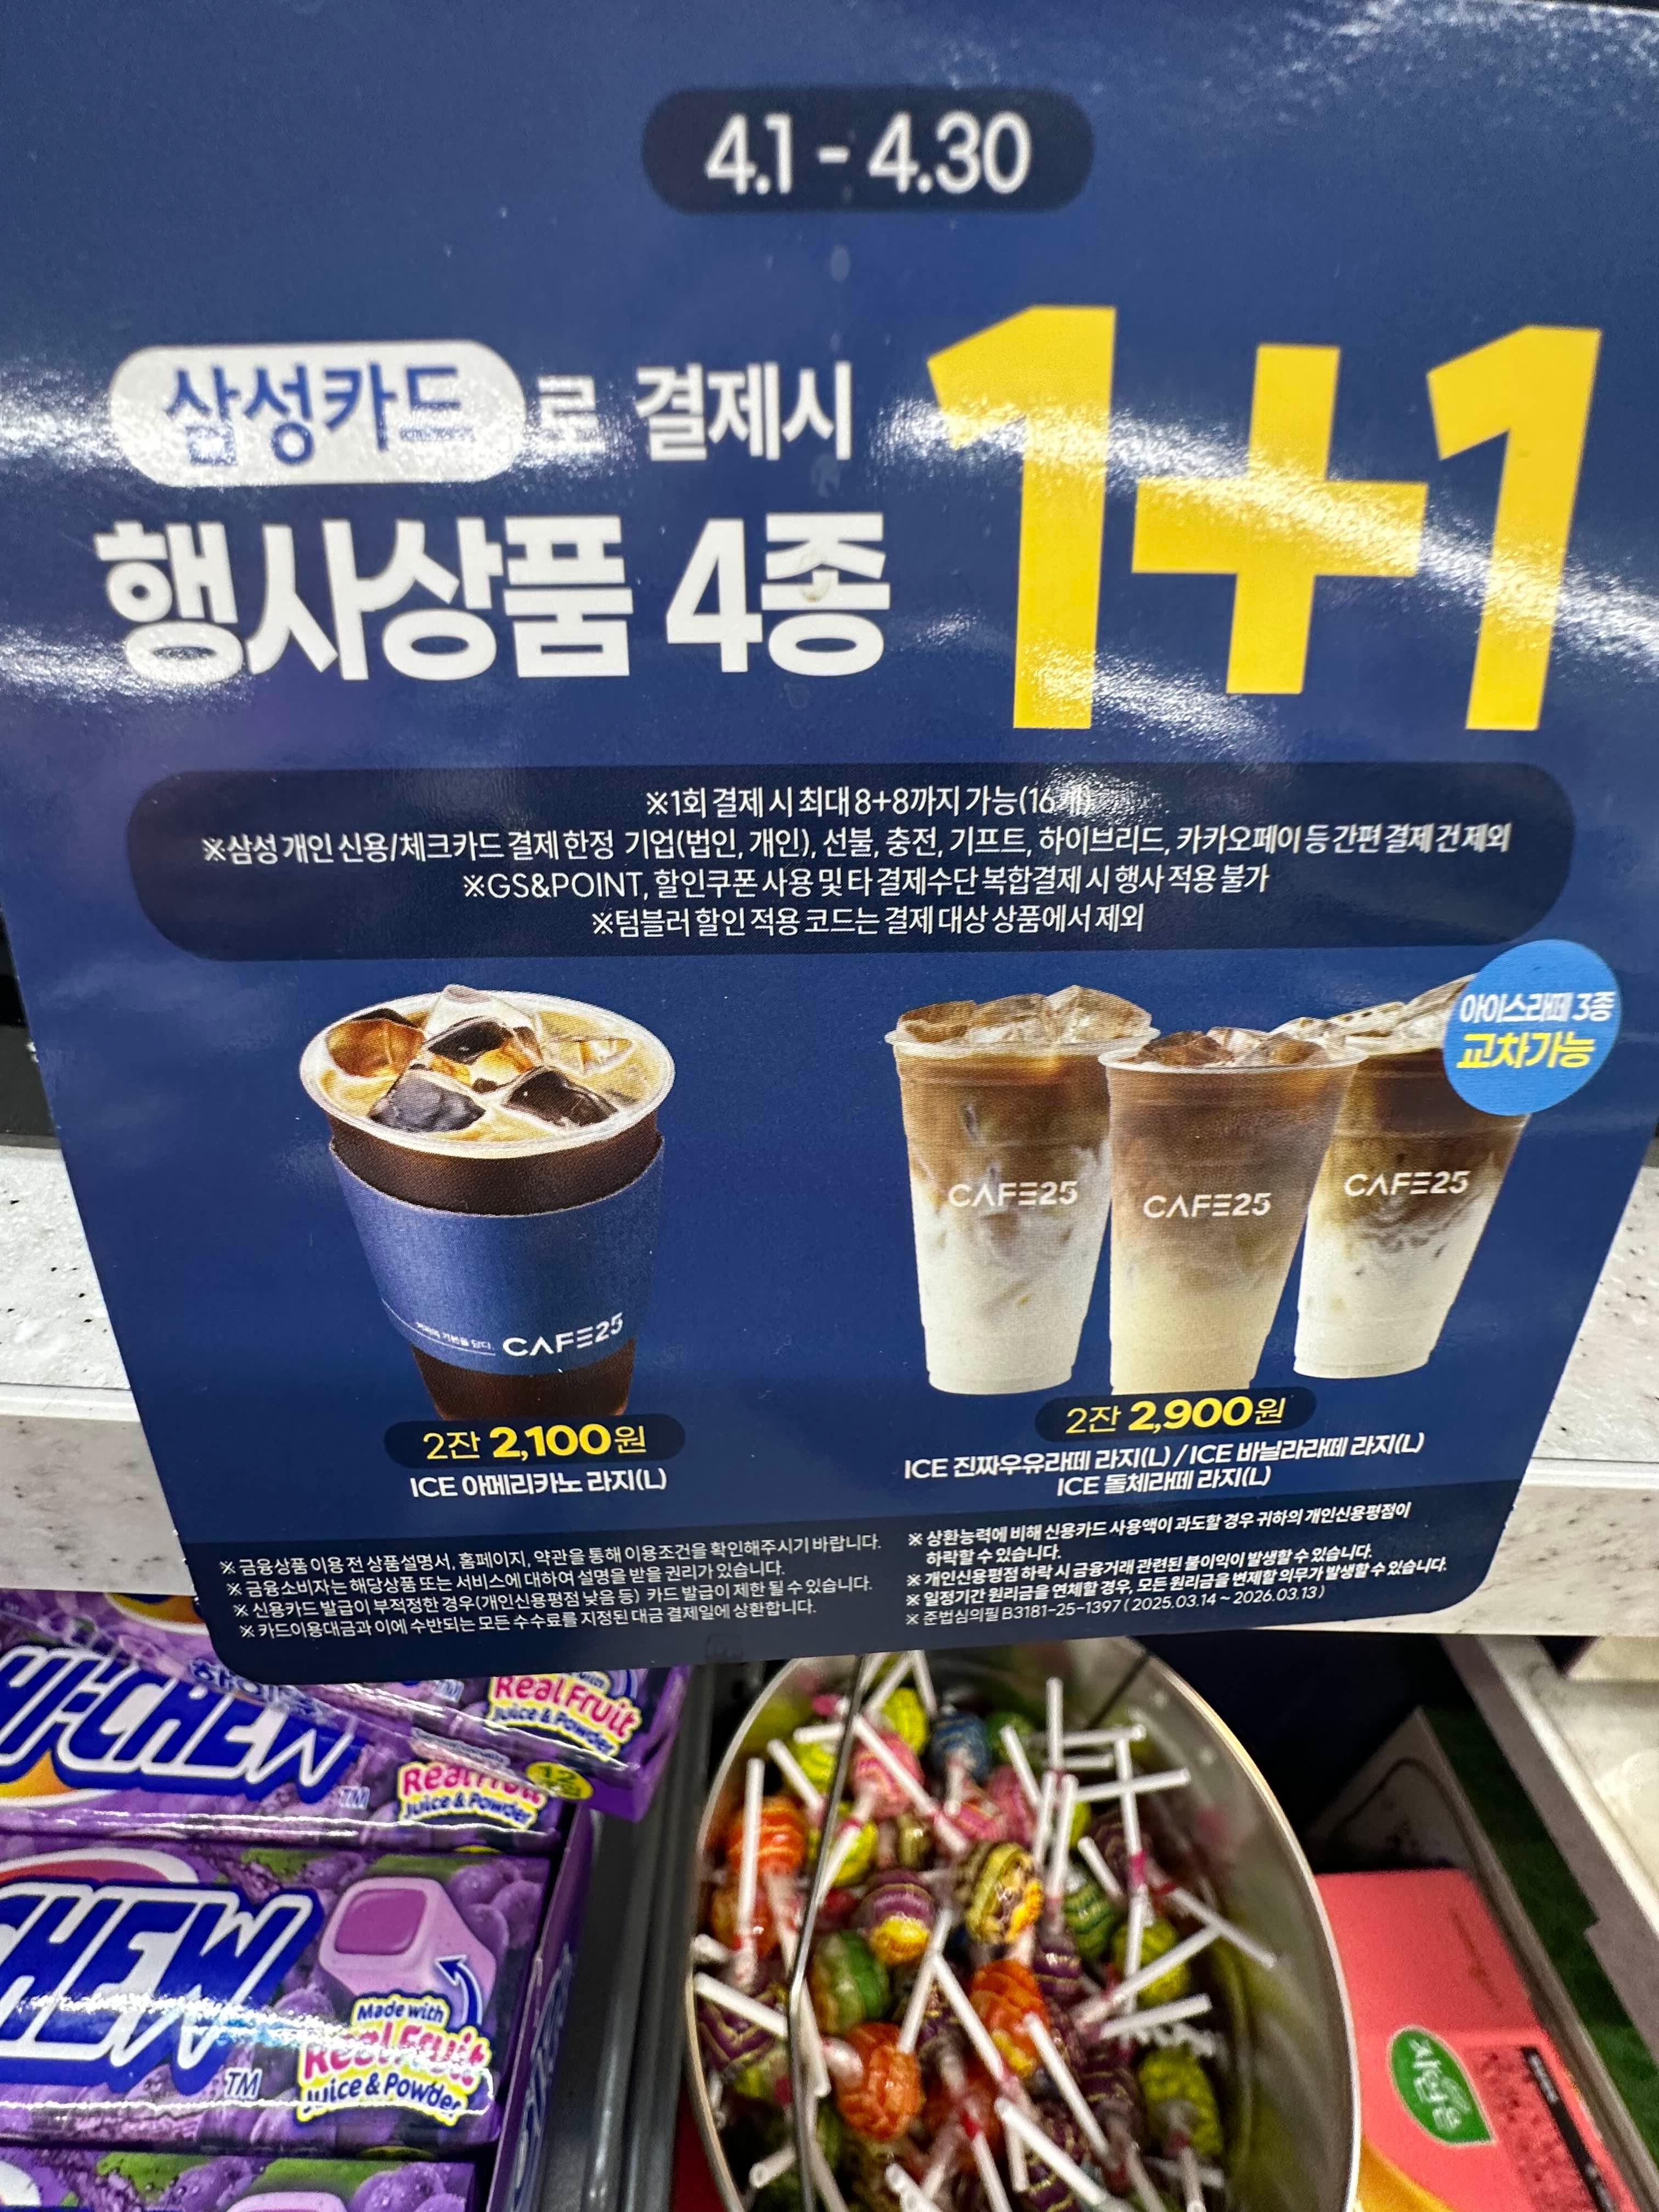 4.1 - 4.30
삼성카드로 결제시
행사상품 4종
1+1
※1회 결제 시 최대 8+8까지 가능(16개)
※삼성 개인 신용/체크카드 결제 한정 기업(법인, 개인), 선불, 충전, 기프트, 하이브리드, 카카오페이 등 간편 결제 건 제외
※GS&POINT, 할인쿠폰 사용 및 타 결제수단 복합결제 시 행사 적용 불가
※텀블러 할인 적용 코드는 결제 대상 상품에서 제외
아이스라떼 3종
교차가능
CAFE25
CAFE25
CAFE25
CAFE25
2잔 2,100원
ICE 아메리카노 라지(L)
2잔 2,900원
ICE 진짜우유라떼 라지(L) / ICE 바닐라라떼 라지(L)
ICE 돌체라떼 라지(L)
※ 금융상품 이용 전 상품설명서, 홈페이지, 약관을 통해 이용조건을 확인해주시기 바랍니다.
※ 금융소비자는 해당상품 또는 서비스에 대하여 설명을 받을 권리가 있습니다.
※ 신용카드 발급이 부적정한 경우(개인신용평점 낮음 등) 카드 발급이 제한 될 수 있습니다.
※ 카드이용대금과 이에 수반되는 모든 수수료를 지정된 대금 결제일에 상환합니다.
※ 상환능력에 비해 신용카드 사용액이 과도할 경우 귀하의 개인신용평점이
하락할 수 있습니다.
※ 개인신용평점 하락 시 금융거래 관련된 불이익이 발생할 수 있습니다.
※ 일정기간 원리금을 연체할 경우, 모든 원리금을 변제할 의무가 발생할 수 있습니다.
※ 준법심의필 B3181-25-1397 ( 2025.03.14 ~ 2026.03.13 )
HI-CHEW
TM
Real Fruit
Juice & Powder
Real Fruit
Juice & Powder
12
CHEW
TM
Made with
Real Fruit
Juice & Powder